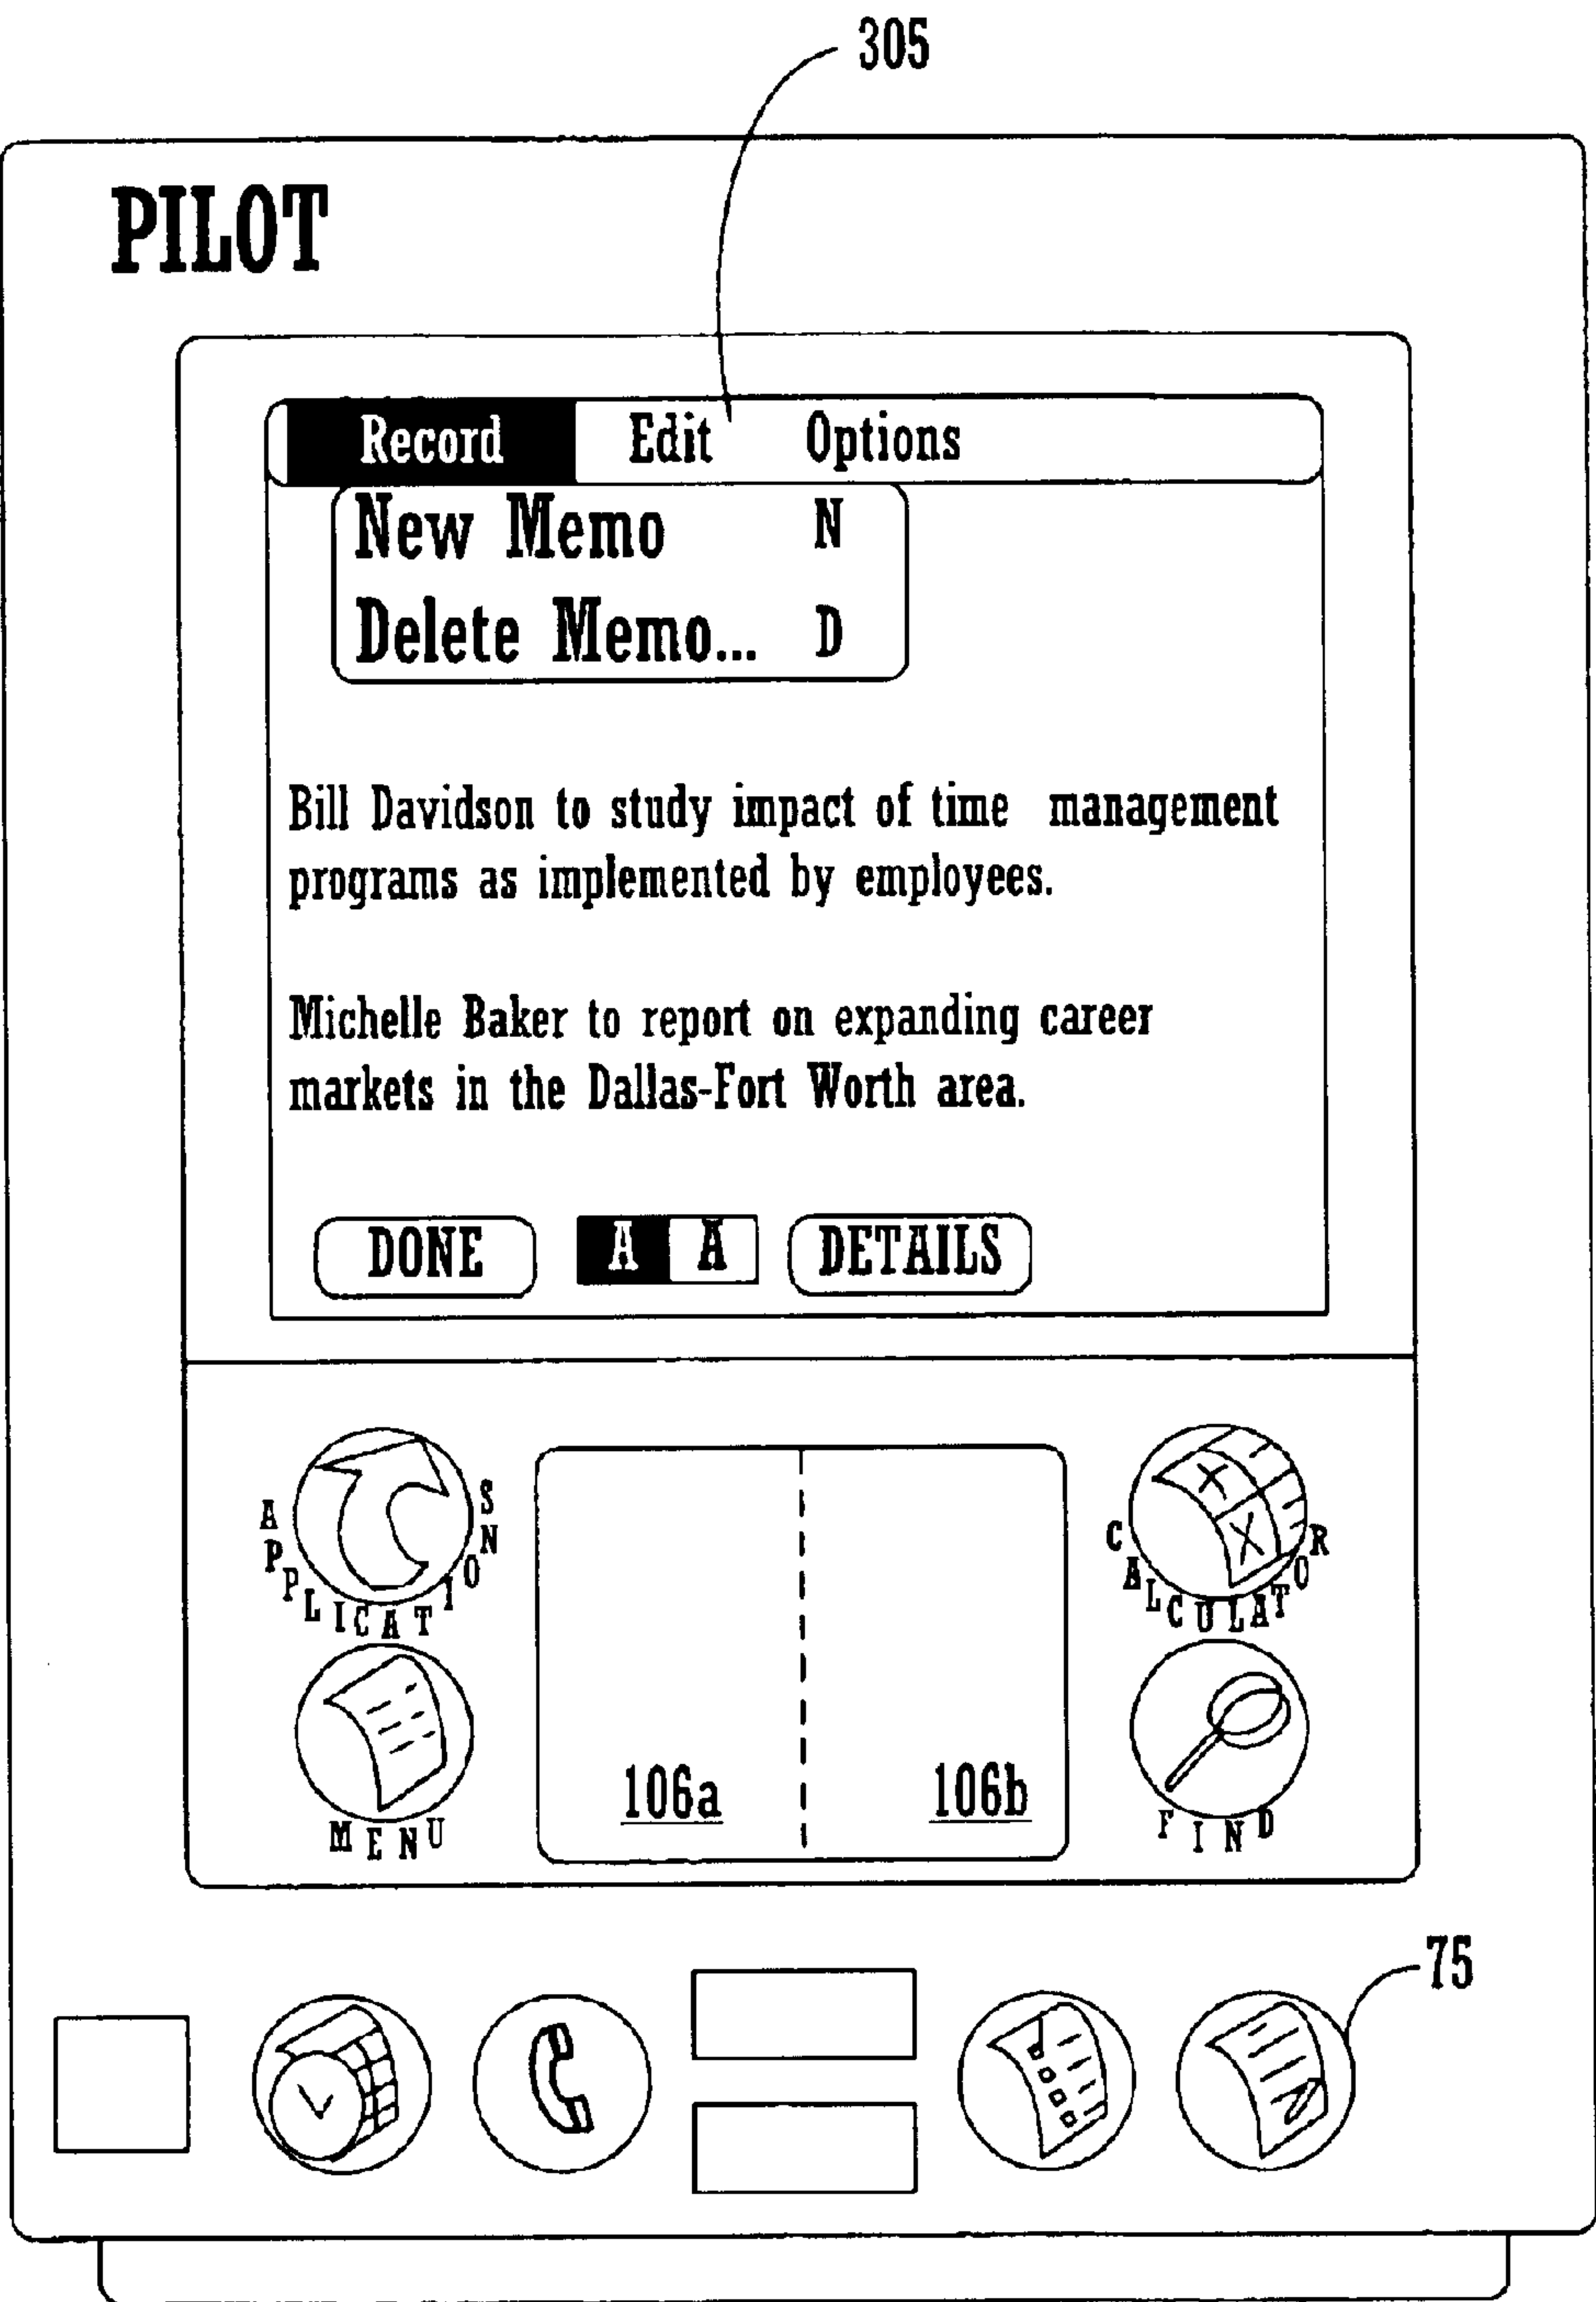 305
PILOT
Record Edit Options
New Memo N
Delete Memo... D
Bill Davidson to study impact of time management
programs as implemented by employees.
Michelle Baker to report on expanding career
markets in the Dallas-Fort Worth area.
DONE A A DETAILS
APPLICATIONS
CALCULATOR
MENU
106a 106b
FIND
75